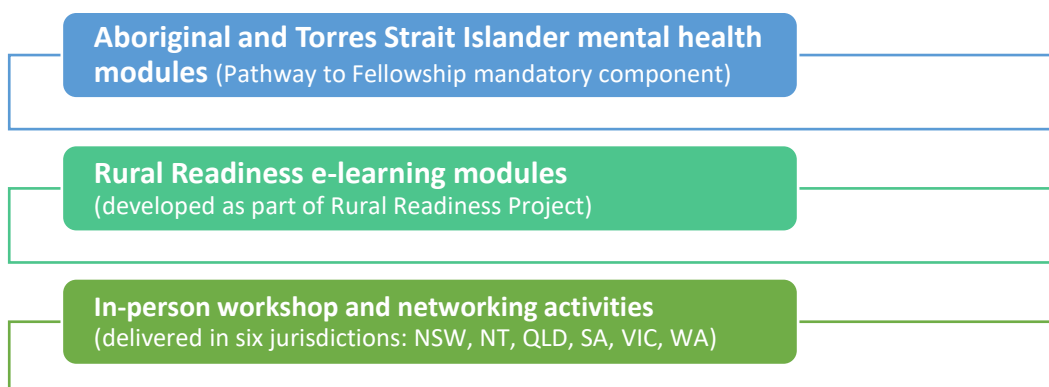 Aboriginal and Torres Strait Islander mental health
modules (Pathway to Fellowship mandatory component)
Rural Readiness e-learning modules
(developed as part of Rural Readiness Project)
In-person workshop and networking activities
(delivered in six jurisdictions: NSW, NT, QLD, SA, VIC, WA)